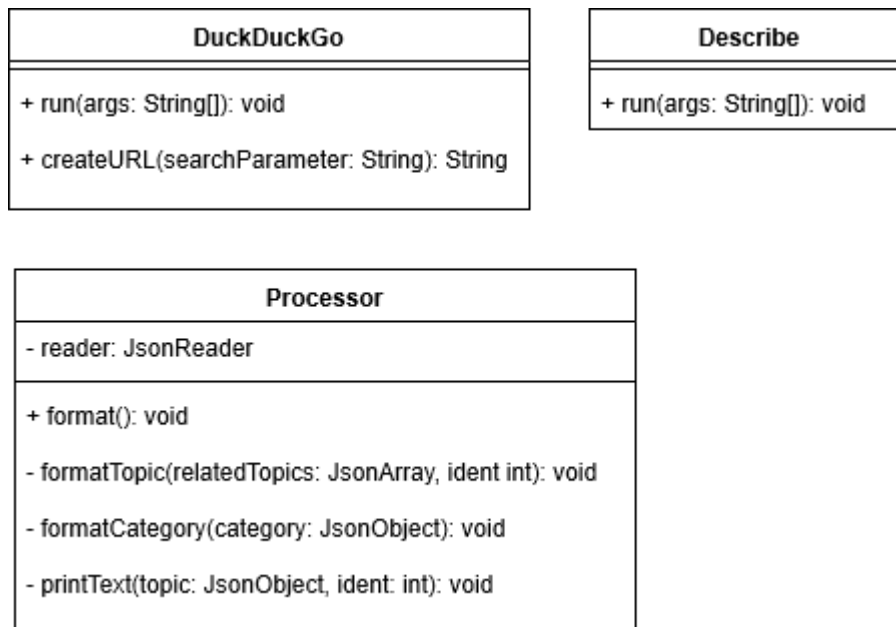 DuckDuckGo
+ run(args: String[]): void
+ createURL(searchParameter: String): String
Describe
+ run(args: String[]): void
Processor
- reader: JsonReader
+ format(): void
- formatTopic(relatedTopics: JsonArray, ident int): void
- formatCategory(category: JsonObject): void
- printText(topic: JsonObject, ident: int): void